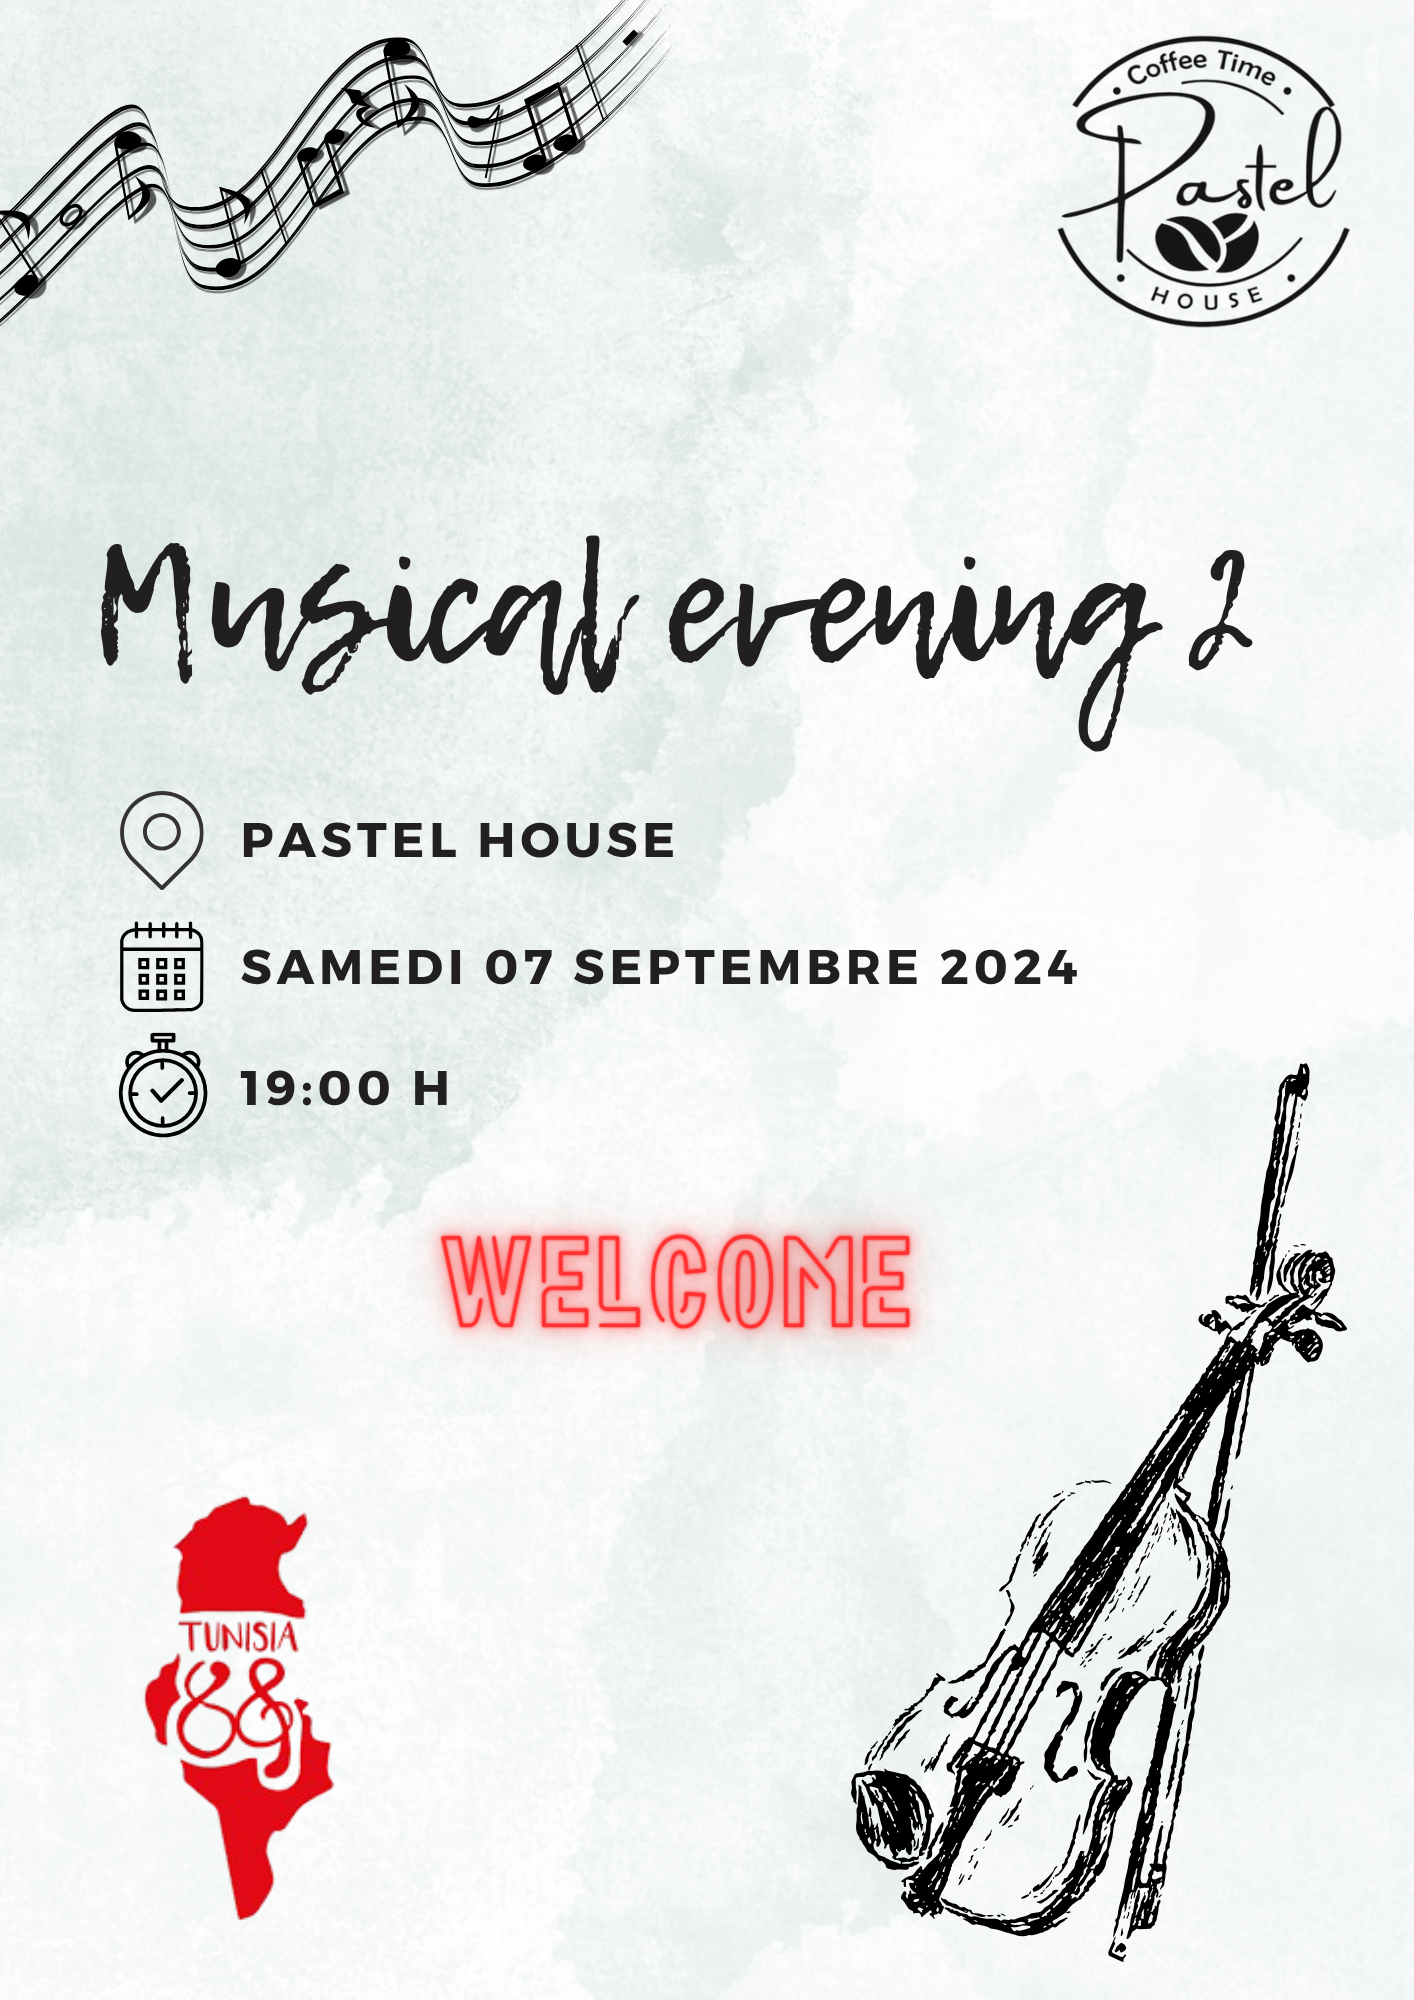 Coffee Time
Pastel
HOUSE
Musical evening 2
PASTEL HOUSE
SAMEDI 07 SEPTEMBRE 2024
19:00 H
WELCOME
TUNISIA
88